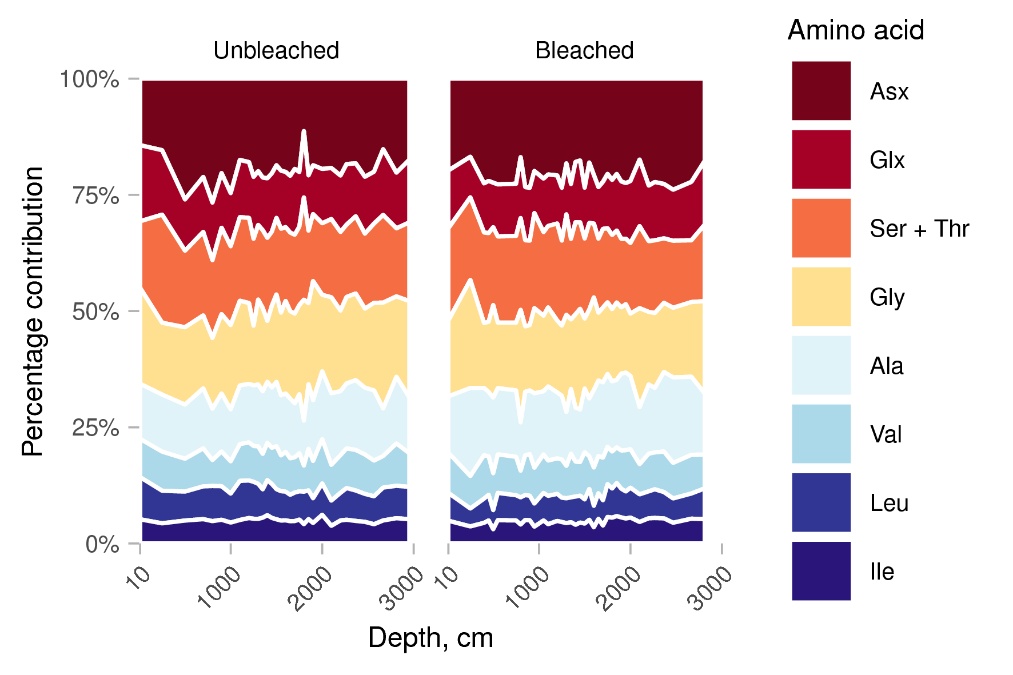 Unbleached
Bleached
Percentage contribution
100%
75%
50%
25%
0%
10
1000
2000
3000
10
1000
2000
3000
Depth, cm
Amino acid
Asx
Glx
Ser + Thr
Gly
Ala
Val
Leu
Ile